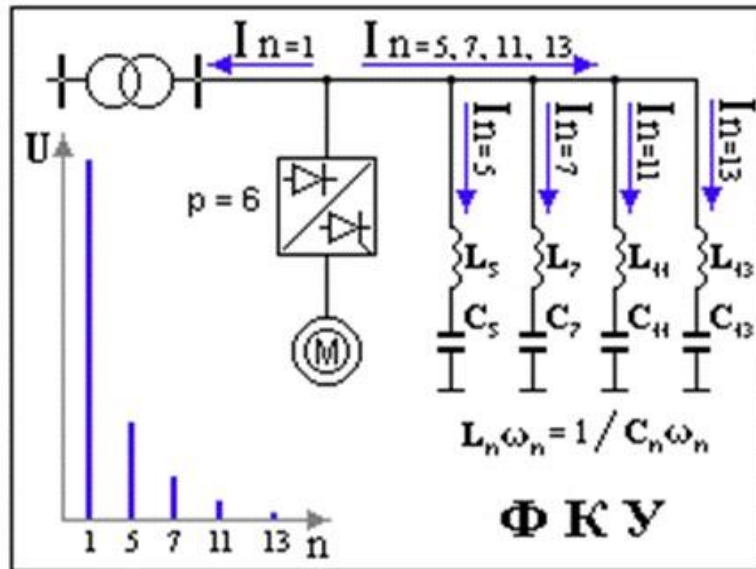 I n=1
I n=5, 7, 11, 13
I n=5
I n=7
I n=11
I n=13
U
p = 6
M
L5
L7
L11
L13
C5
C7
C11
C13
Lnωn = 1 / Cnωn
ФКУ
1 5 7 11 13 n